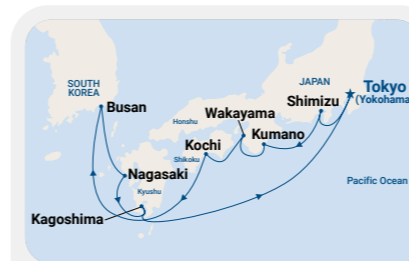 SOUTH
KOREA
JAPAN
Tokyo
(Yokohama)
Busan
Honshu
Wakayama
Shimizu
Kochi
Kumano
Shikoku
Nagasaki
Kyushu
Pacific Ocean
Kagoshima